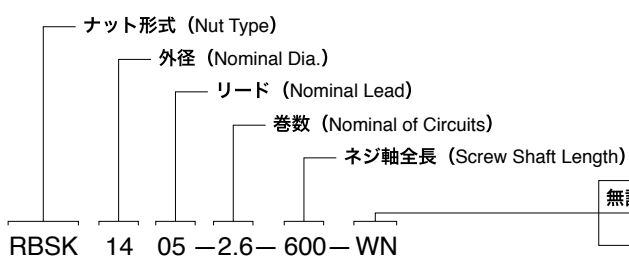 ナット形式（Nut Type）
外径（Nominal Dia.）
リード（Nominal Lead）
巻数（Nominal of Circuits）
ネジ軸全長（Screw Shaft Length）
無
RBSK 14 05 －2.6－ 600－ WN